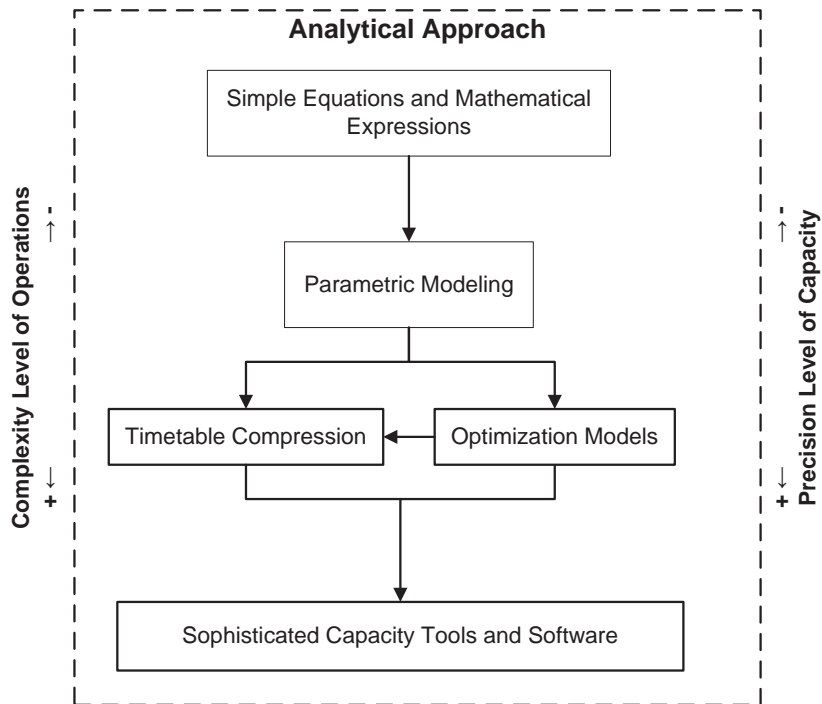 Analytical Approach
Simple Equations and Mathematical
Expressions
Parametric Modeling
Timetable Compression
Optimization Models
Sophisticated Capacity Tools and Software
Complexity Level of Operations
+ ← → -
Precision Level of Capacity
+ ← → -